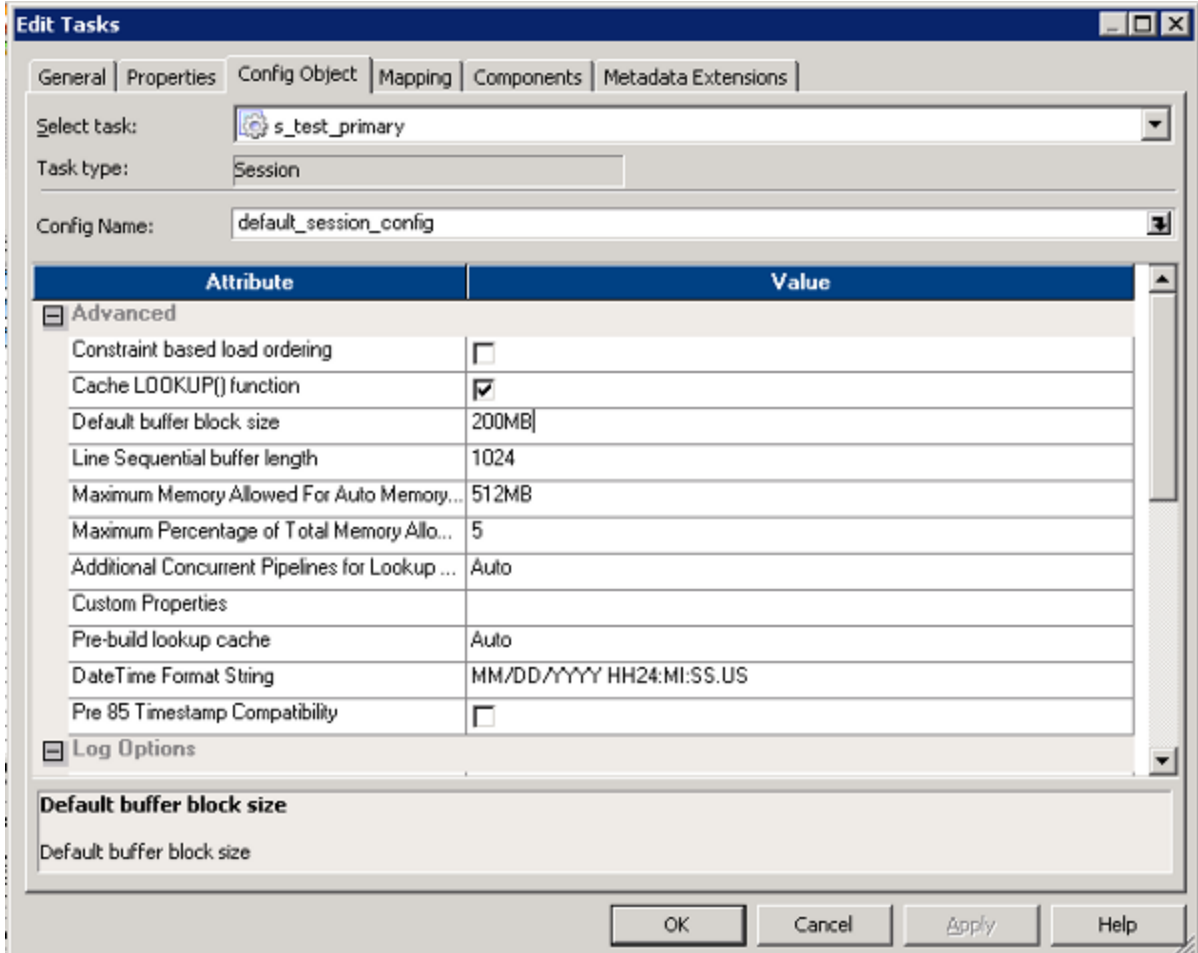 Edit Tasks
General Properties Config Object Mapping Components Metadata Extensions
Select task: s_test_primary
Task type: Session
Config Name: default_session_config
Attribute Value
Advanced
Constraint based load ordering
Cache LOOKUP() function
Default buffer block size 200MB
Line Sequential buffer length 1024
Maximum Memory Allowed For Auto Memory... 512MB
Maximum Percentage of Total Memory Allo... 5
Additional Concurrent Pipelines for Lookup ... Auto
Custom Properties
Pre-build lookup cache Auto
DateTime Format String MM/DD/YYYY HH24:MI:SS.US
Pre 85 Timestamp Compatibility
Log Options
Default buffer block size
Default buffer block size
OK Cancel Apply Help